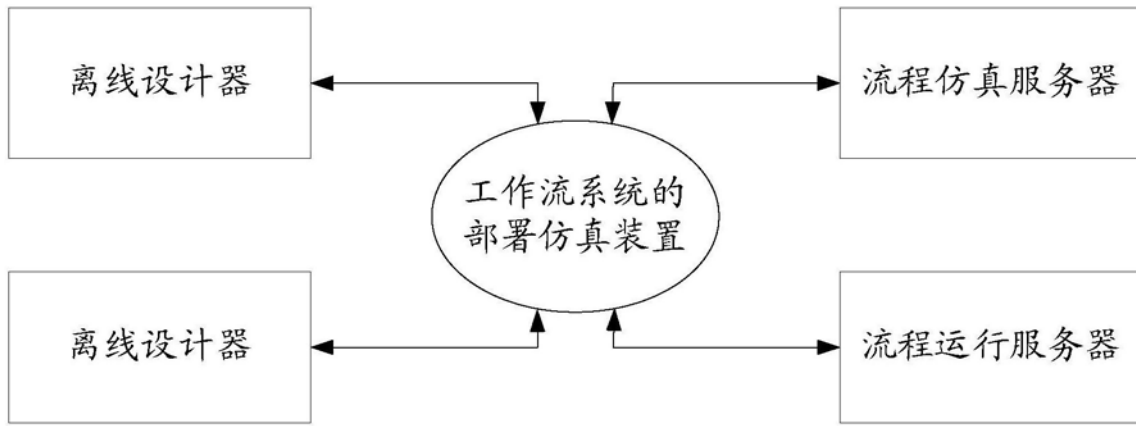 离线设计器
流程仿真服务器
工作流系统的
部署仿真装置
离线设计器
流程运行服务器